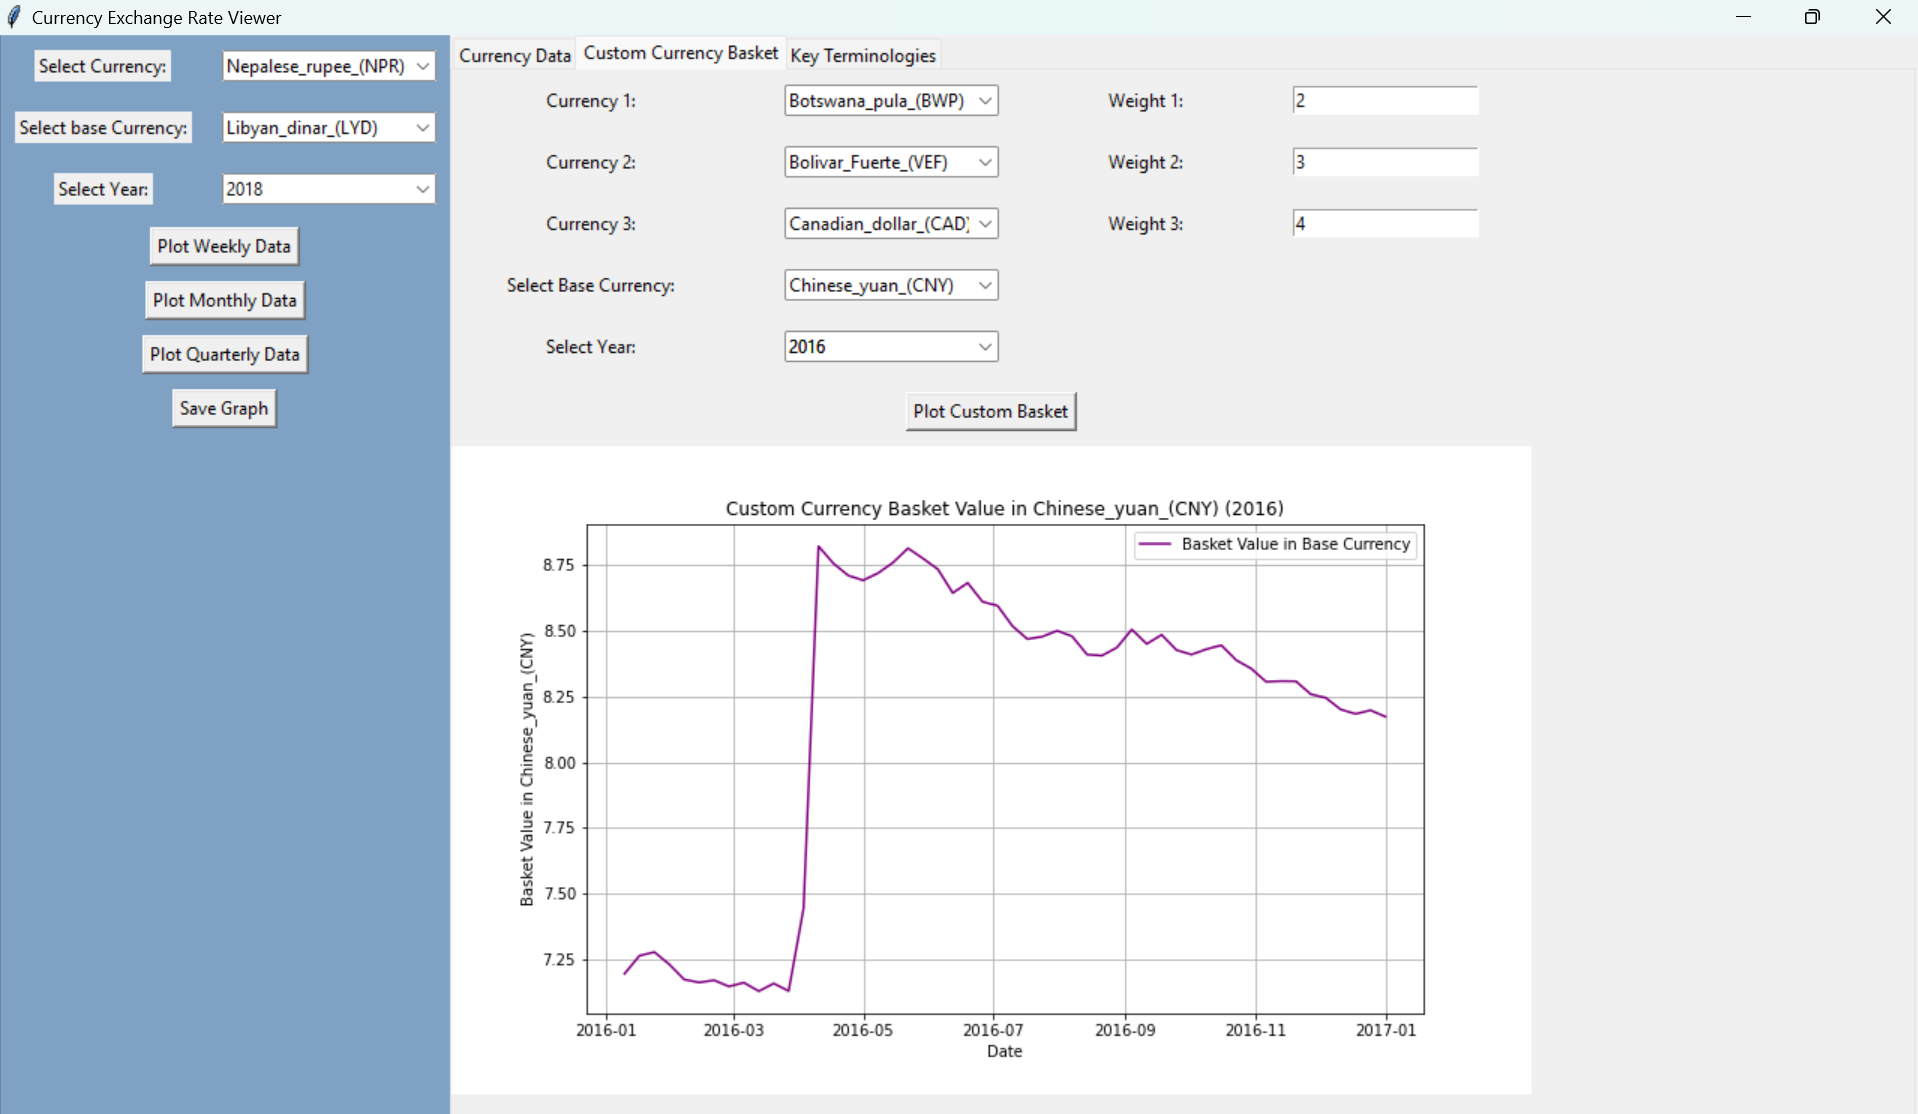 Currency Exchange Rate Viewer
Select Currency: Nepalese_rupee_(NPR)
Select base Currency: Libyan_dinar_(LYD)
Select Year: 2018
Plot Weekly Data
Plot Monthly Data
Plot Quarterly Data
Save Graph
Currency Data Custom Currency Basket Key Terminologies
Currency 1: Botswana_pula_(BWP) Weight 1: 2
Currency 2: Bolivar_Fuerte_(VEF) Weight 2: 3
Currency 3: Canadian_dollar_(CAD) Weight 3: 4
Select Base Currency: Chinese_yuan_(CNY)
Select Year: 2016
Plot Custom Basket
Custom Currency Basket Value in Chinese_yuan_(CNY) (2016)
Basket Value in Base Currency
Basket Value in Chinese_yuan_(CNY)
8.75
8.50
8.25
8.00
7.75
7.50
7.25
2016-01 2016-03 2016-05 2016-07 2016-09 2016-11 2017-01
Date